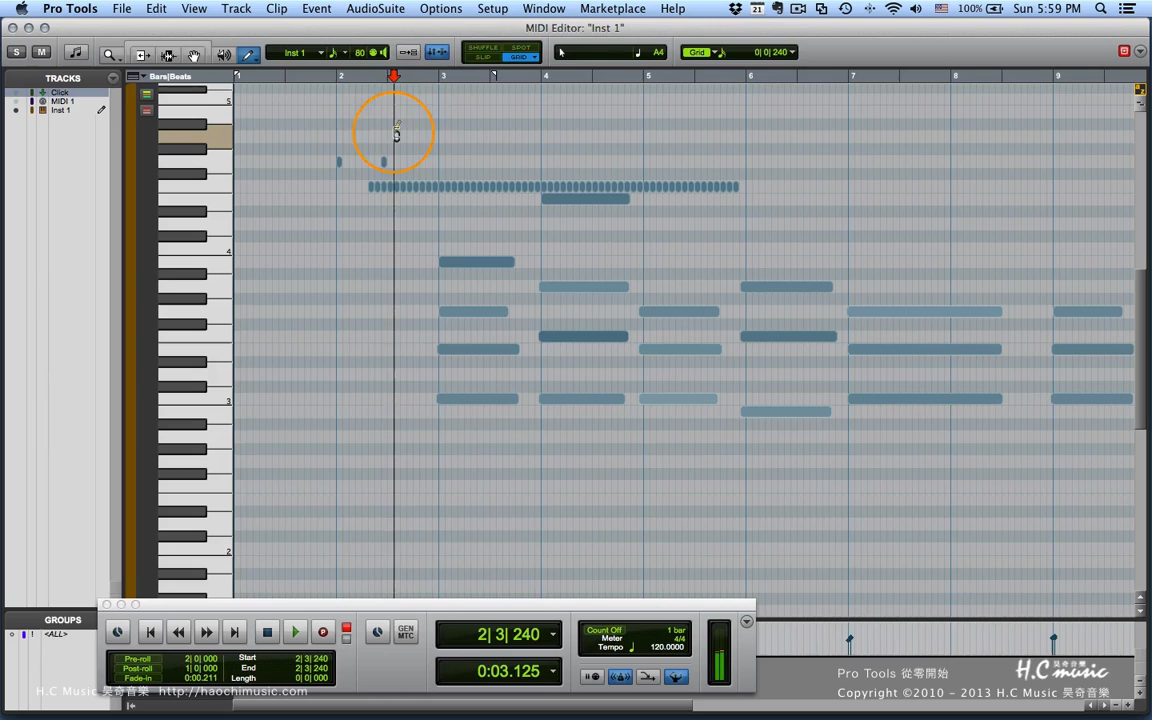 Pro Tools File Edit View Track Clip Event AudioSuite Options Setup Window Marketplace Help 21 100% Sun 5:59 PM
MIDI Editor: "Inst 1"
S M Inst 1 80 SHUFFLE SPOT SLIP GRID A4 Grid 0| 0| 240
TRACKS Bars|Beats 1 2 3 4 5 6 7 8 9
Click
MIDI 1
Inst 1
5
4
3
2
GROUPS
! <ALL>
GEN MTC
2| 3| 240
0:03.125
Count Off 1 bar
Meter 4/4
Tempo 120.0000
Pre-roll 2| 0| 000 Start 2| 3| 240
Post-roll 1| 0| 000 End 2| 3| 240
Fade-in 0:00.211 Length 0| 0| 000
H.C Music 昊奇音樂 http://haochimusic.com
Pro Tools 從零開始
昊奇音樂
H.C music
Copyright ©2010 - 2013 H.C Music 昊奇音樂